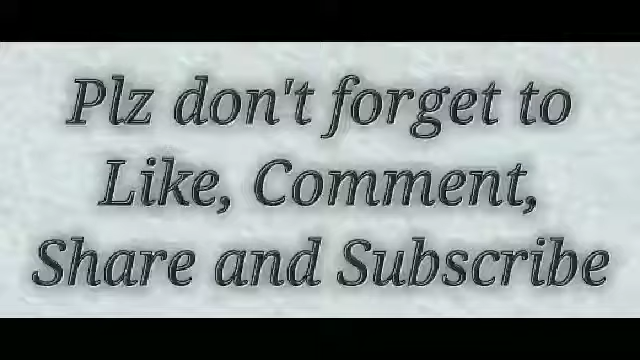 Plz don't forget to
Like, Comment,
Share and Subscribe